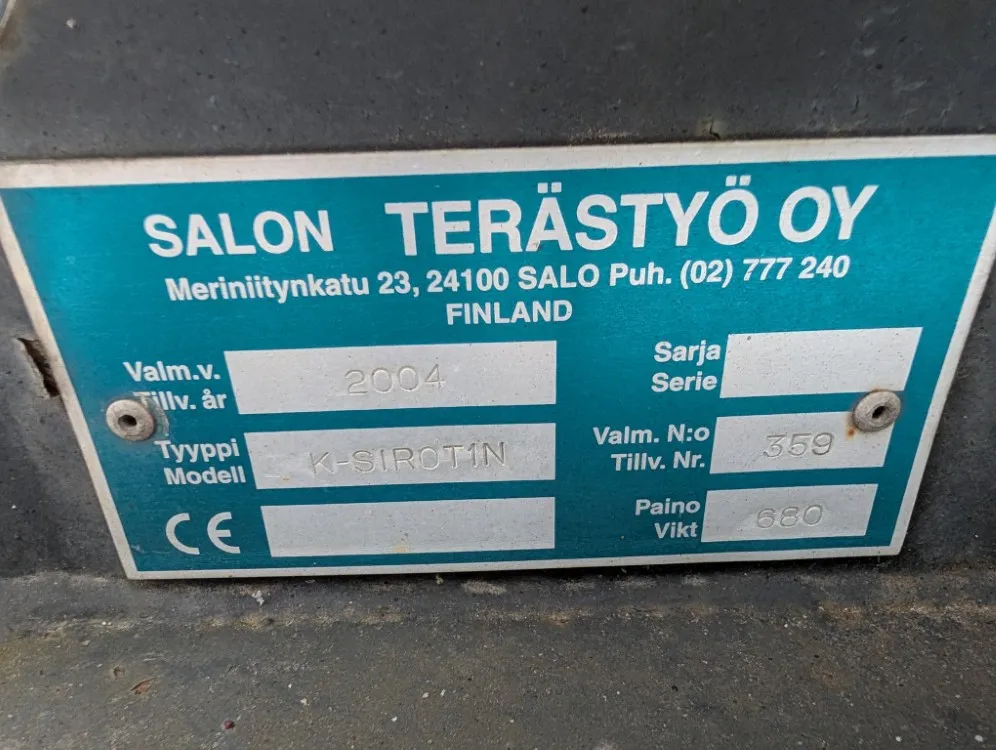 SALON TERÄSTYÖ OY
Meriniitynkatu 23, 24100 SALO Puh. (02) 777 240
FINLAND
Valm.v.
Tillv. år
2004
Sarja
Serie
Tyyppi
Modell
K-SIROT1N
Valm. N:o
Tillv. Nr.
359
CE
Paino
Vikt
680